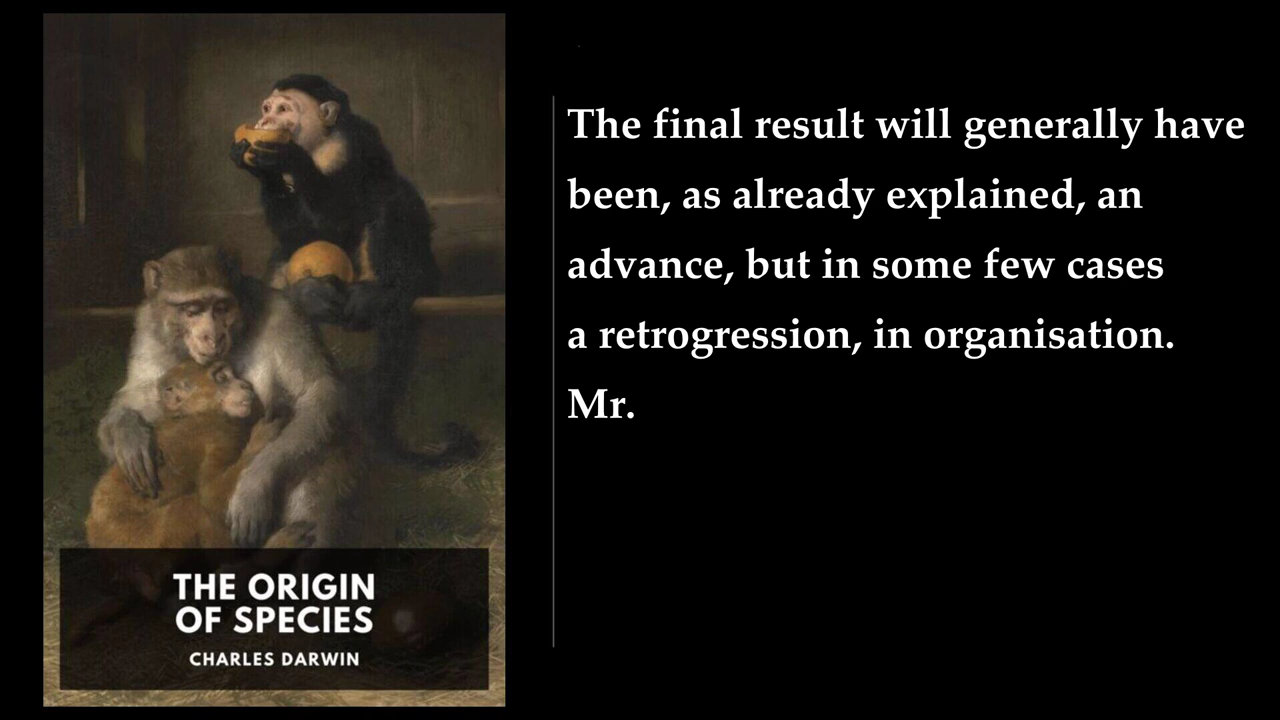 THE ORIGIN
OF SPECIES
CHARLES DARWIN
The final result will generally have
been, as already explained, an
advance, but in some few cases
a retrogression, in organisation.
Mr.